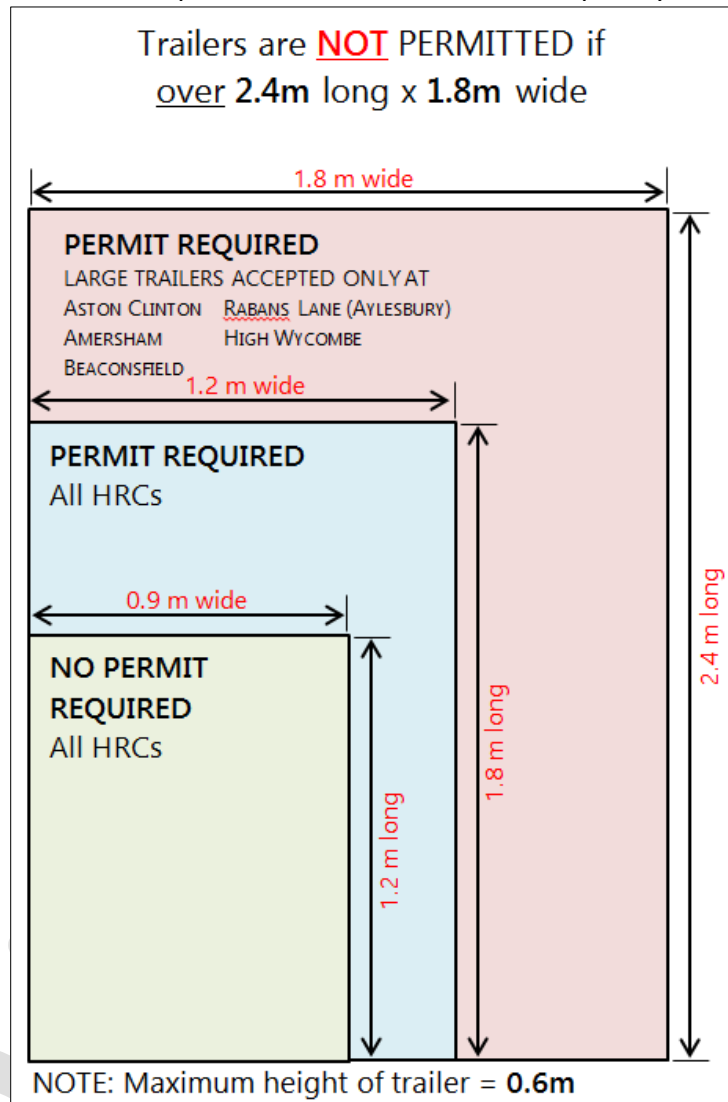 Trailers are NOT PERMITTED if
over 2.4m long x 1.8m wide
1.8 m wide
PERMIT REQUIRED
LARGE TRAILERS ACCEPTED ONLY AT
ASTON CLINTON RABANS LANE (AYLESBURY)
AMERSHAM HIGH WYCOMBE
BEACONSFIELD
1.2 m wide
PERMIT REQUIRED
All HRCs
0.9 m wide
NO PERMIT
REQUIRED
All HRCs
1.2 m long
1.8 m long
2.4 m long
NOTE: Maximum height of trailer = 0.6m